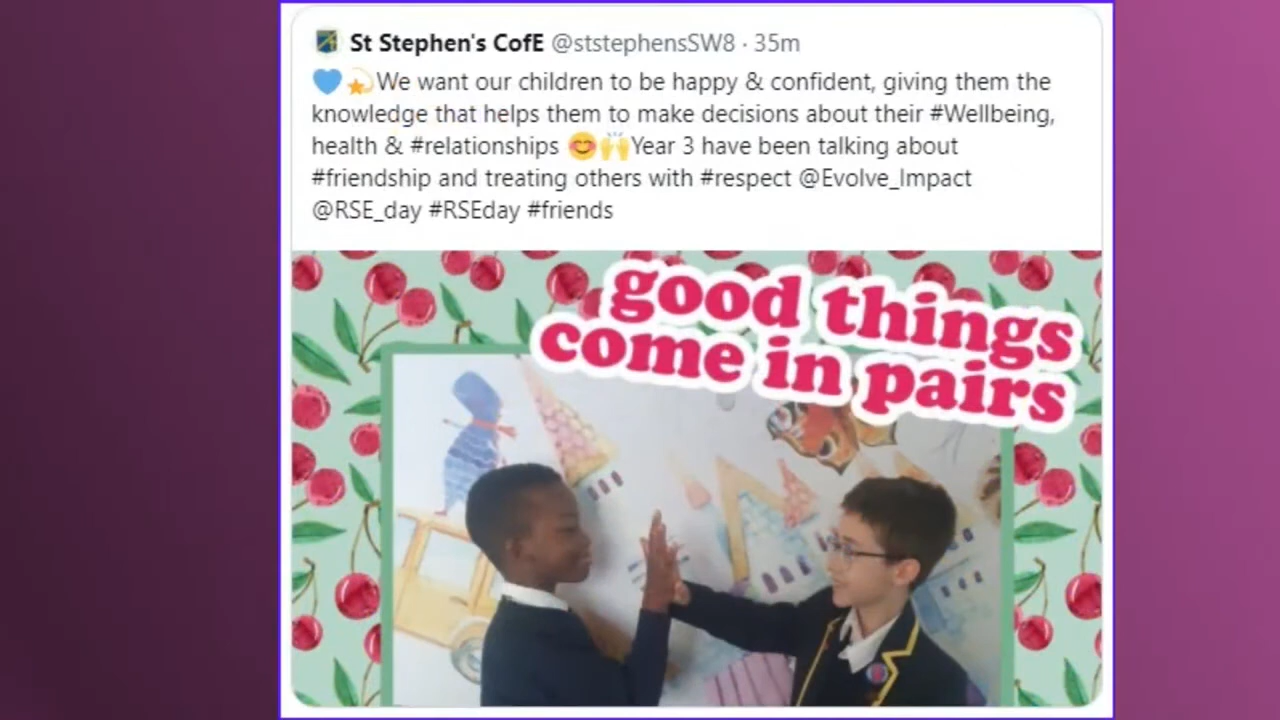 St Stephen's CofE @ststephensSW8 · 35m
💙💫We want our children to be happy & confident, giving them the
knowledge that helps them to make decisions about their #Wellbeing,
health & #relationships 😊🙌Year 3 have been talking about
#friendship and treating others with #respect @Evolve_Impact
@RSE_day #RSEday #friends
good things
come in pairs